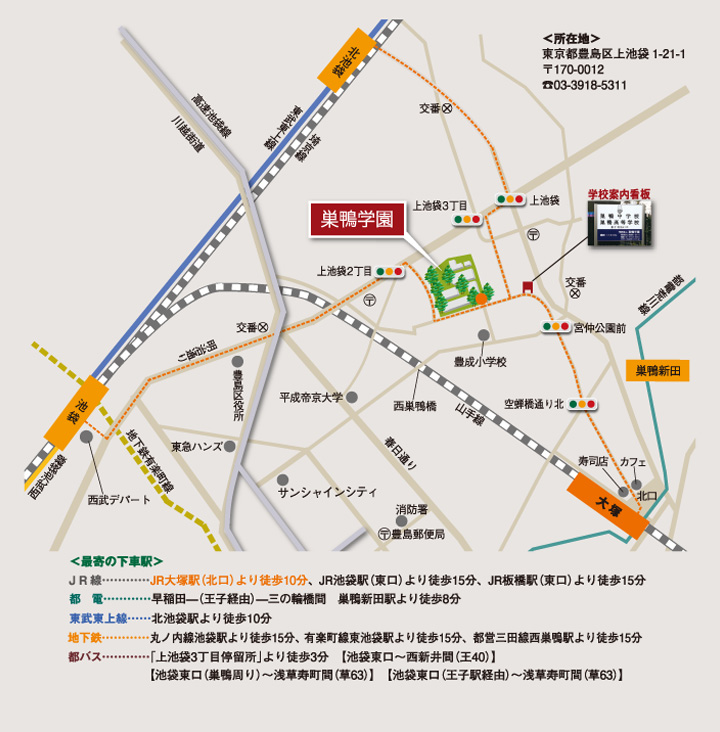 <所在地>
東京都豊島区上池袋 1-21-1
〒170-0012
☎03-3918-5311
北池袋
交番
高速池袋線
川越街道
東武東上線
埼京線
学校案内看板
巣鴨中学校
巣鴨高等学校
上池袋3丁目
上池袋
巣鴨学園
〒
上池袋2丁目
〒
交番
都電荒川線
交番
宮仲公園前
明治通り
豊成小学校
巣鴨新田
豊島区役所
平成帝京大学
西巣鴨橋
山手線
空蝉橋通り北
池袋
地下鉄有楽町線
東急ハンズ
春日通り
寿司店
カフェ
西武池袋線
西武デパート
サンシャインシティ
北口
大塚
消防署
〒豊島郵便局
<最寄の下車駅>
JR線…………JR大塚駅(北口)より徒歩10分、JR池袋駅(東口)より徒歩15分、JR板橋駅(東口)より徒歩15分
都 電…………早稲田―(王子経由)―三の輪橋間 巣鴨新田駅より徒歩8分
東武東上線……北池袋駅より徒歩10分
地下鉄…………丸ノ内線池袋駅より徒歩15分、有楽町線東池袋駅より徒歩15分、都営三田線西巣鴨駅より徒歩15分
都バス…………「上池袋3丁目停留所」より徒歩3分 【池袋東口〜西新井間(王40)】
【池袋東口(巣鴨周り)〜浅草寿町間(草63)】 【池袋東口(王子駅経由)〜浅草寿町間(草63)】